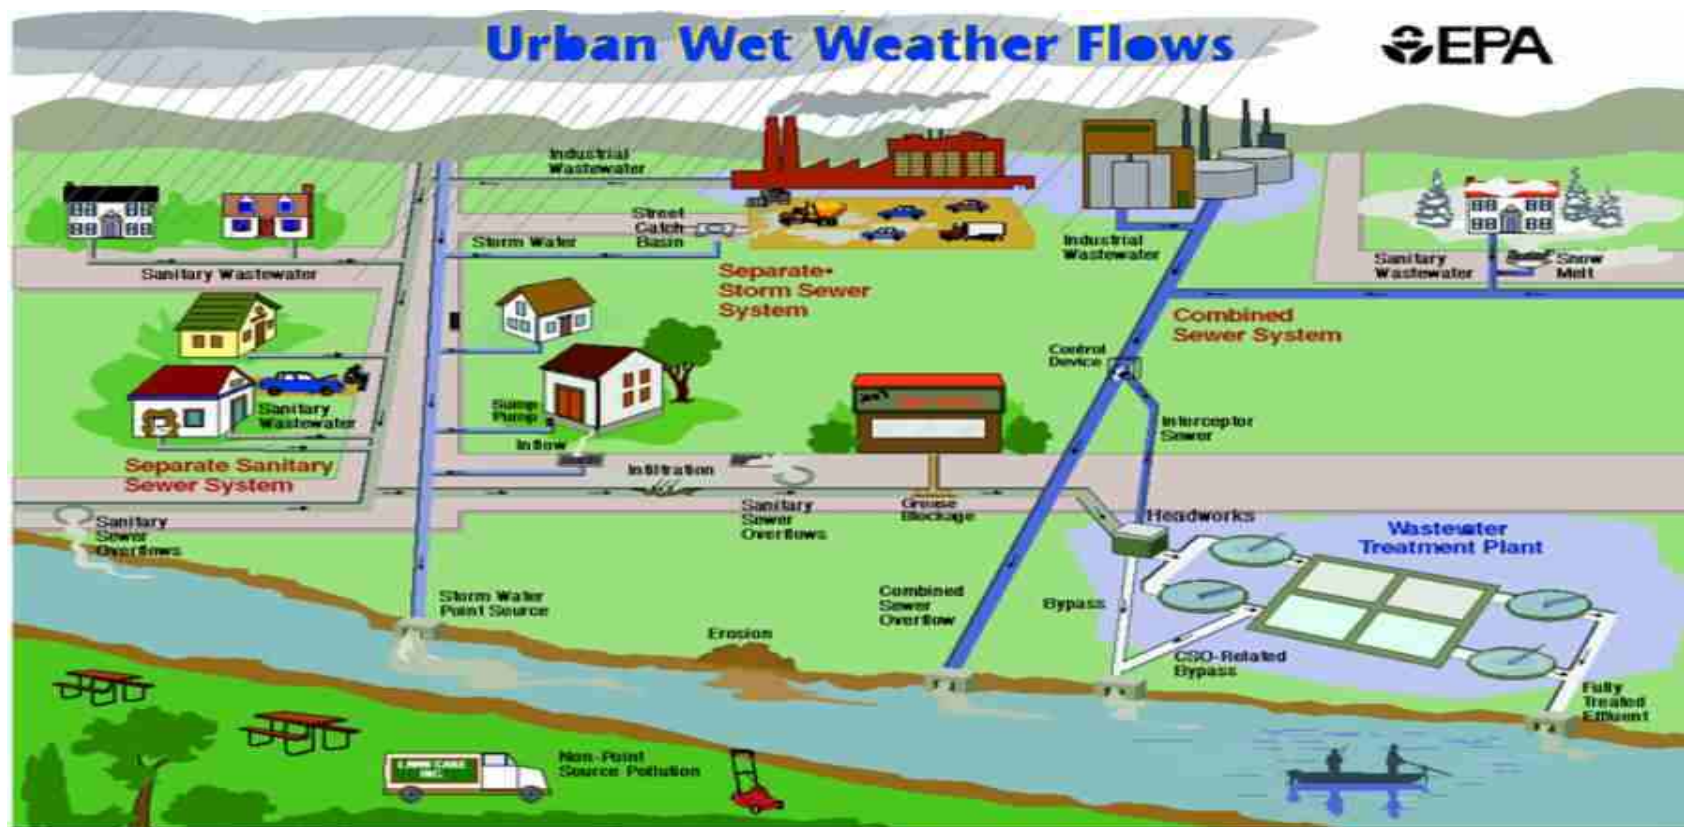 Urban Wet Weather Flows
EPA
Industrial
Wastewater
Street
Catch
Basin
Storm Water
Sanitary Wastewater
Separate-
Storm Sewer
System
Industrial
Wastewater
Sanitary
Wastewater
Snow
Melt
Combined
Sewer System
Control
Device
Sanitary
Wastewater
Sump
Pump
Inflow
Interceptor
Sewer
Separate Sanitary
Sewer System
Infiltration
Sanitary
Sewer
Overflows
Sanitary
Sewer
Overflows
Grease
Blockage
Headworks
Wastewater
Treatment Plant
Storm Water
Point Source
Combined
Sewer
Overflow
Bypass
Erosion
CSO-Related
Bypass
Fully
Treated
Effluent
Non-Point
Source Pollution
LAWN CARE
INC